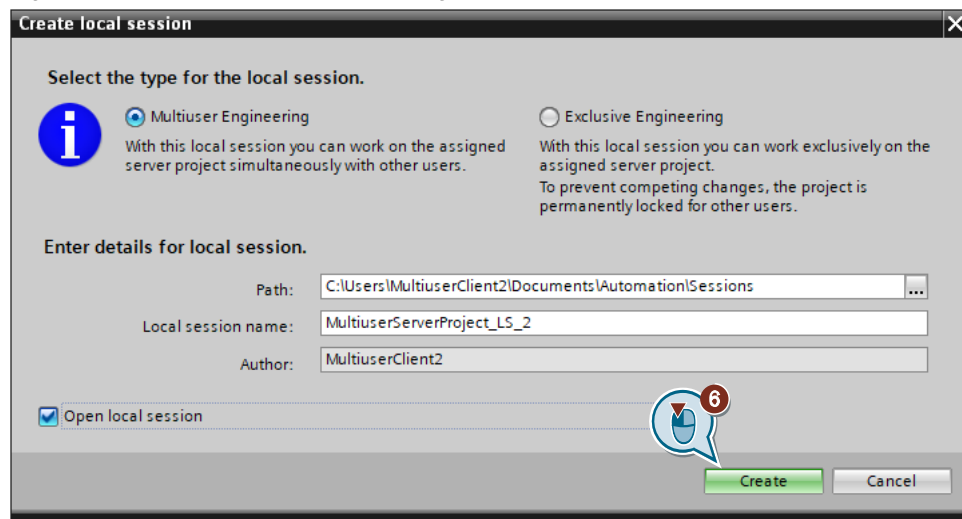 Create local session
Select the type for the local session.
Multiuser Engineering
With this local session you can work on the assigned
server project simultaneously with other users.
Exclusive Engineering
With this local session you can work exclusively on the
assigned server project.
To prevent competing changes, the project is
permanently locked for other users.
Enter details for local session.
Path: C:\Users\MultiuserClient2\Documents\Automation\Sessions ...
Local session name: MultiuserServerProject_LS_2
Author: MultiuserClient2
Open local session
6
Create Cancel